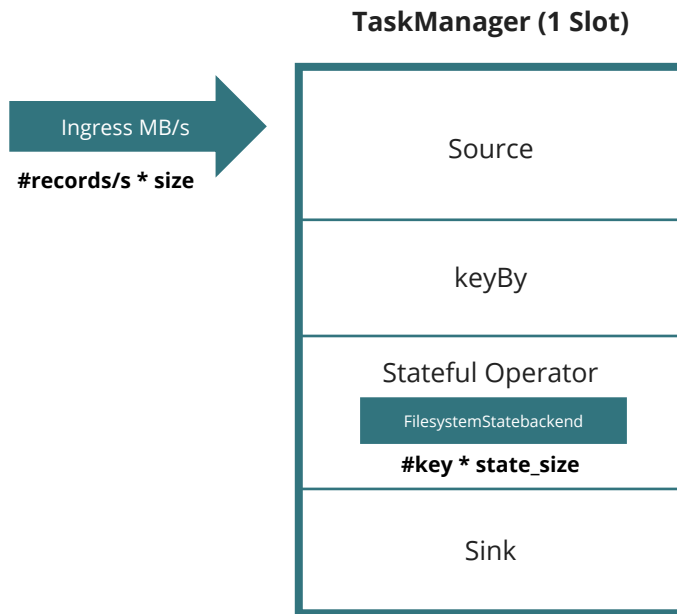 TaskManager (1 Slot)
Ingress MB/s
#records/s * size
Source
keyBy
Stateful Operator
FilesystemStatebackend
#key * state_size
Sink